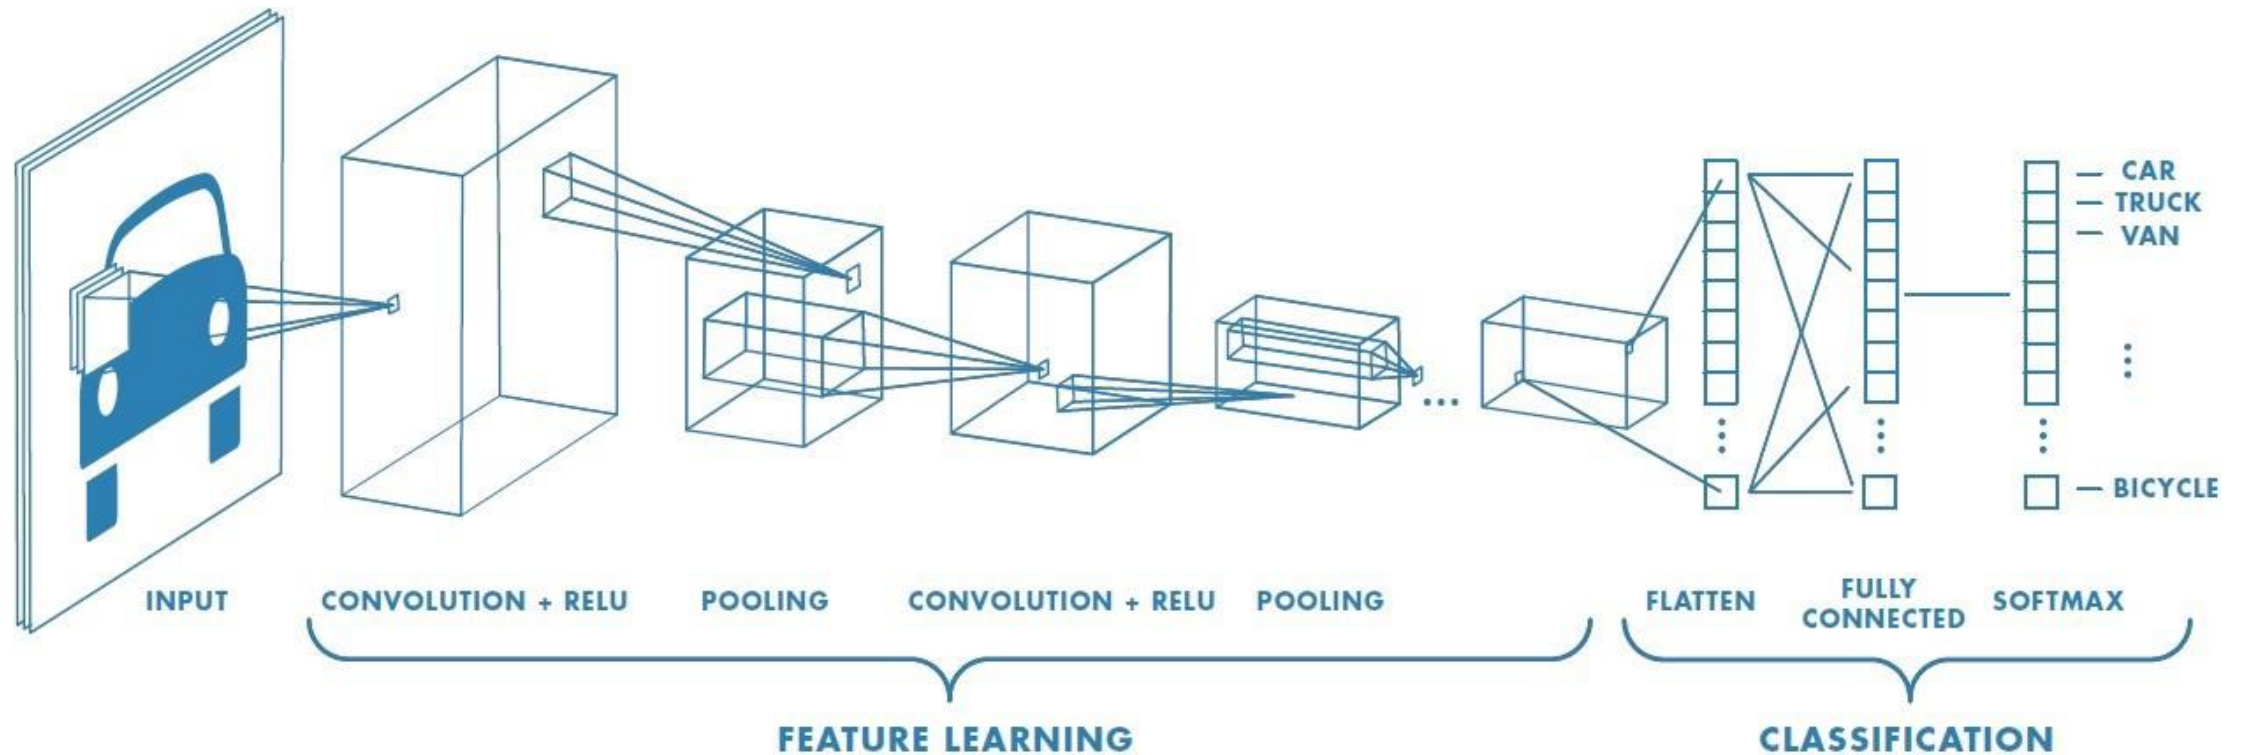 CAR
TRUCK
VAN
BICYCLE
INPUT
CONVOLUTION + RELU
POOLING
CONVOLUTION + RELU
POOLING
FLATTEN
FULLY
CONNECTED
SOFTMAX
FEATURE LEARNING
CLASSIFICATION